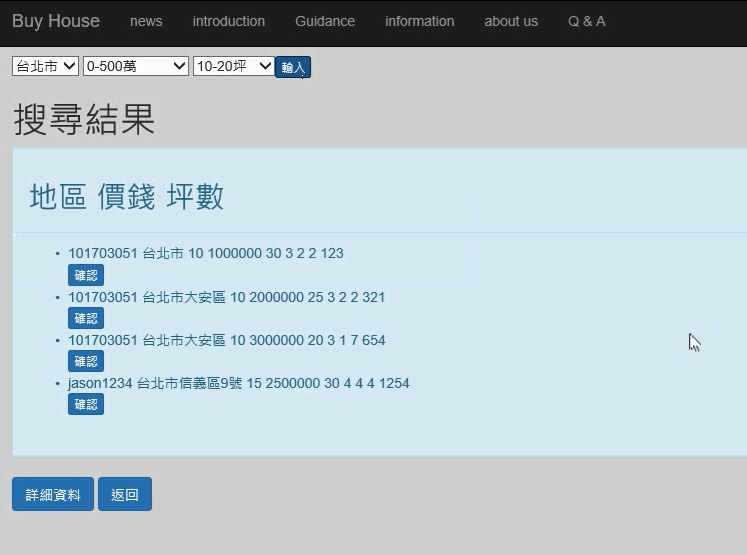 Buy House news introduction Guidance information about us Q & A
台北市 0-500萬 10-20坪 輸入
搜尋結果
地區 價錢 坪數
101703051 台北市 10 1000000 30 3 2 2 123
確認
101703051 台北市大安區 10 2000000 25 3 2 2 321
確認
101703051 台北市大安區 10 3000000 20 3 1 7 654
確認
jason1234 台北市信義區9號 15 2500000 30 4 4 4 1254
確認
詳細資料 返回